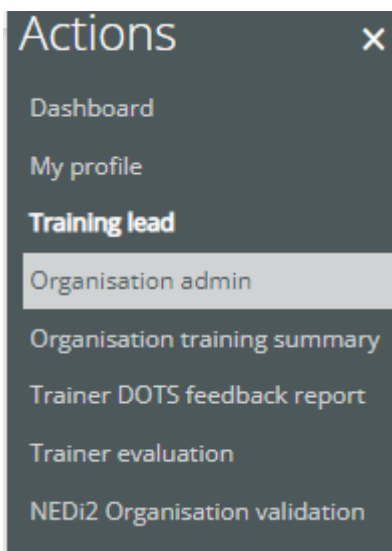 Actions ×
Dashboard
My profile
Training lead
Organisation admin
Organisation training summary
Trainer DOTS feedback report
Trainer evaluation
NEDi2 Organisation validation